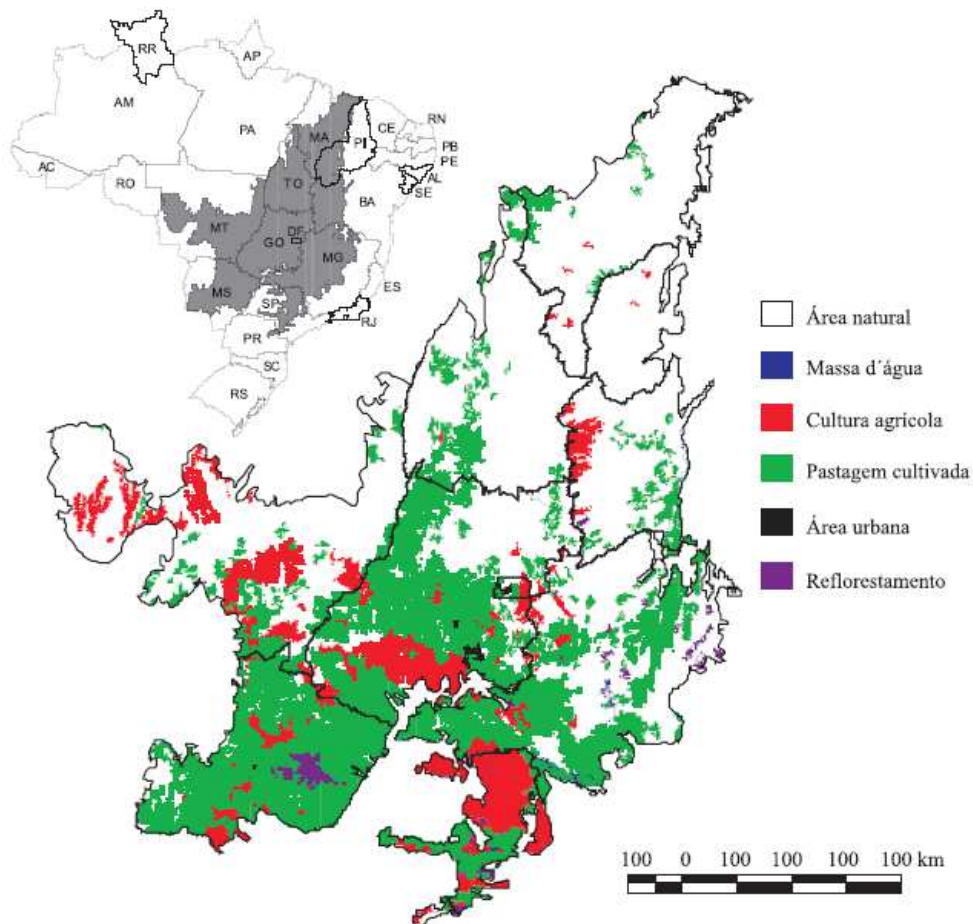 RR
AP
AM
PA
MA
PI
CE
RN
PB
PE
AL
SE
AC
RO
TO
BA
MT
GO
DF
MG
MS
SP
ES
RJ
PR
SC
RS
Área natural
Massa d´água
Cultura agrícola
Pastagem cultivada
Área urbana
Reflorestamento
100 0 100 100 100 km